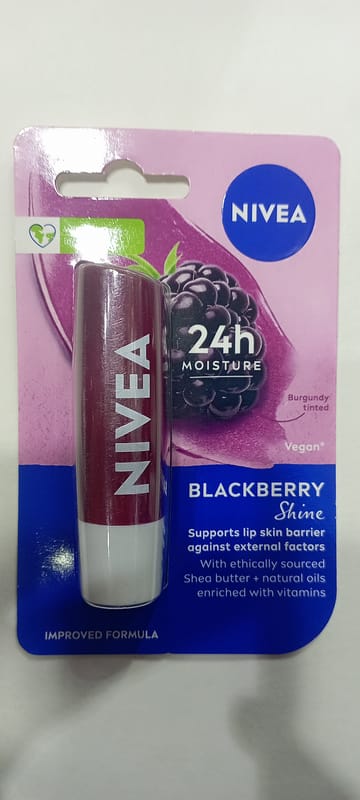 NIVEA
24h
MOISTURE
Burgundy
tinted
Vegan*
NIVEA
BLACKBERRY
Shine
Supports lip skin barrier
against external factors
With ethically sourced
Shea butter + natural oils
enriched with vitamins
IMPROVED FORMULA